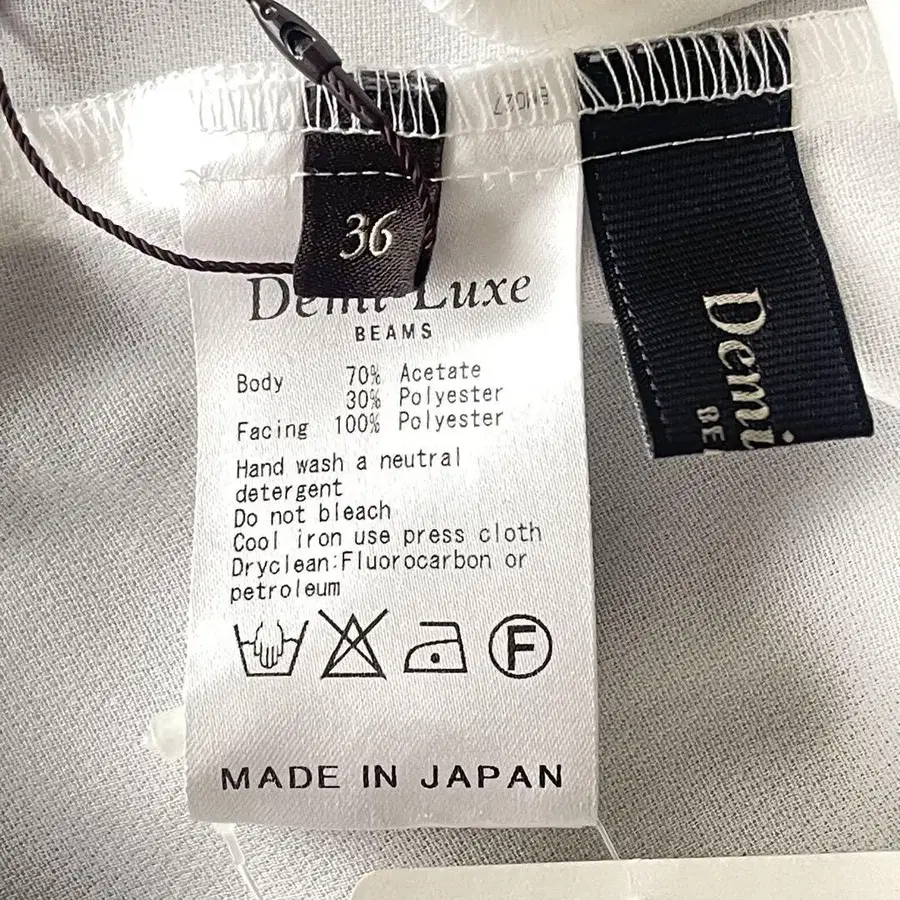 36
Demi-Luxe
BEAMS
Body 70% Acetate
30% Polyester
Facing 100% Polyester
Hand wash a neutral
detergent
Do not bleach
Cool iron use press cloth
Dryclean:Fluorocarbon or
petroleum
F
MADE IN JAPAN
Demi
BE